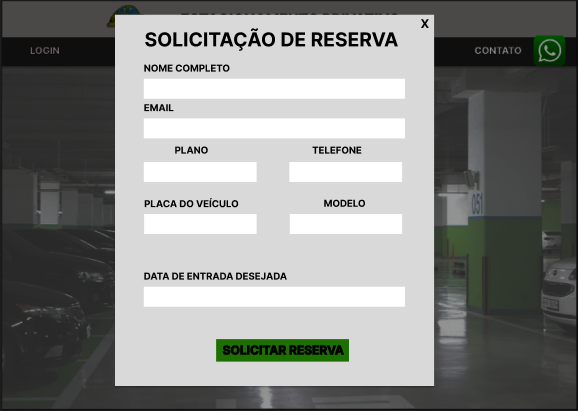 X
SOLICITAÇÃO DE RESERVA
LOGIN
CONTATO
NOME COMPLETO
EMAIL
PLANO TELEFONE
PLACA DO VEÍCULO MODELO
051
DATA DE ENTRADA DESEJADA
SOLICITAR RESERVA